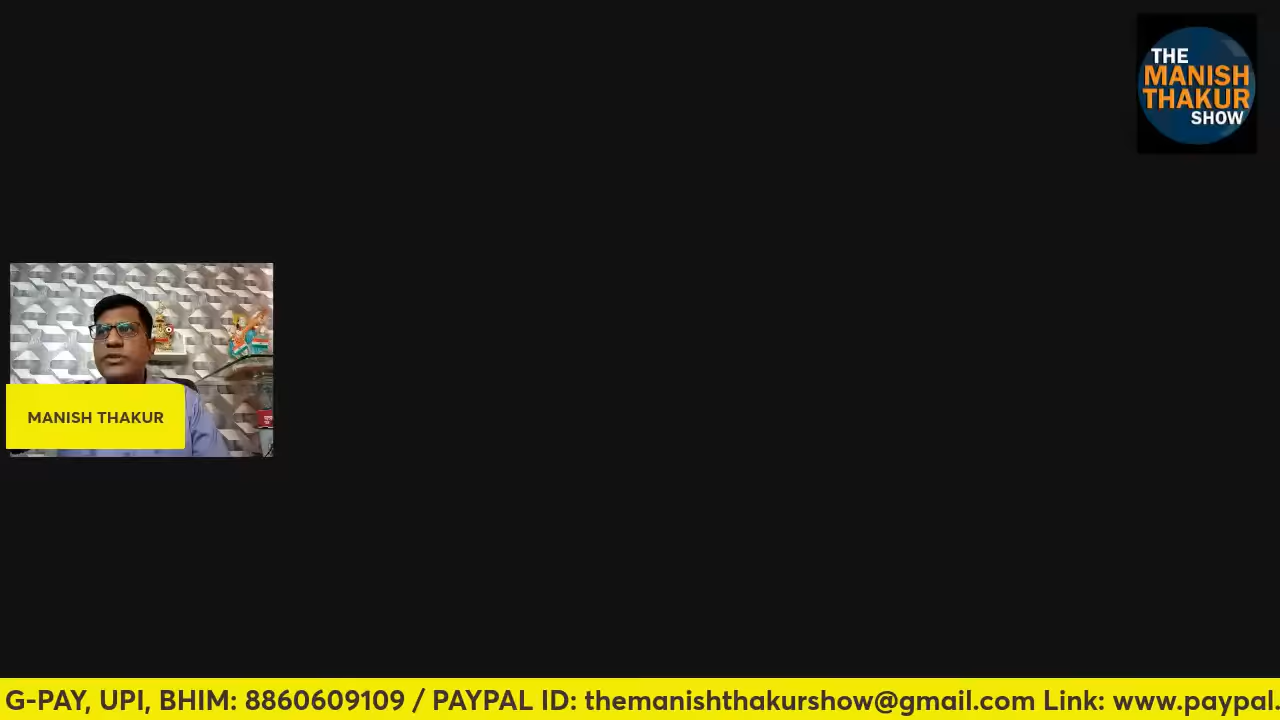 THE
MANISH
THAKUR
SHOW
MANISH THAKUR
G-PAY, UPI, BHIM: 8860609109 / PAYPAL ID: themanishthakurshow@gmail.com Link: www.paypal.